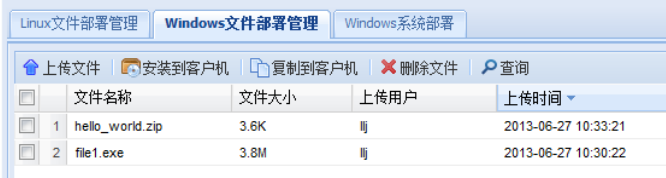 Linux文件部署管理 Windows文件部署管理 Windows系统部署
上传文件 安装到客户机 复制到客户机 删除文件 查询
文件名称 文件大小 上传用户 上传时间
1 hello_world.zip 3.6K llj 2013-06-27 10:33:21
2 file1.exe 3.8M llj 2013-06-27 10:30:22